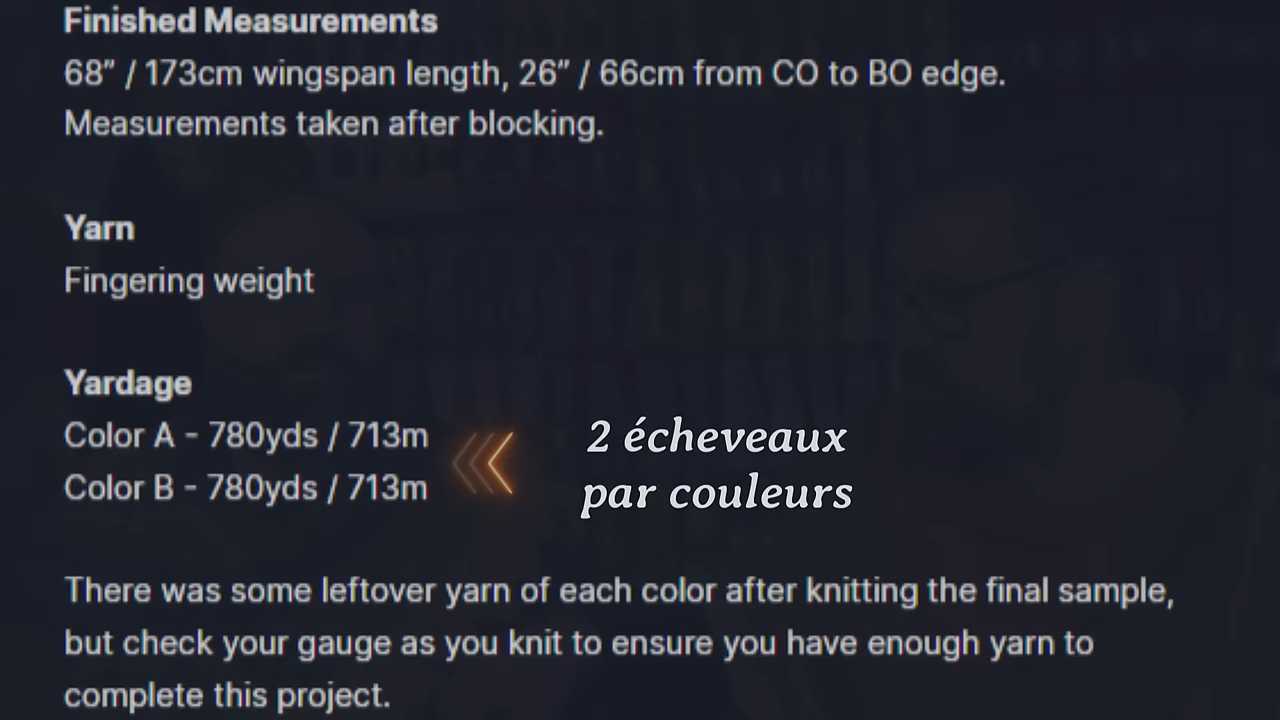 Finished Measurements
68” / 173cm wingspan length, 26” / 66cm from CO to BO edge.
Measurements taken after blocking.
Yarn
Fingering weight
Yardage
Color A - 780yds / 713m
Color B - 780yds / 713m
2 écheveaux
par couleurs
There was some leftover yarn of each color after knitting the final sample,
but check your gauge as you knit to ensure you have enough yarn to
complete this project.